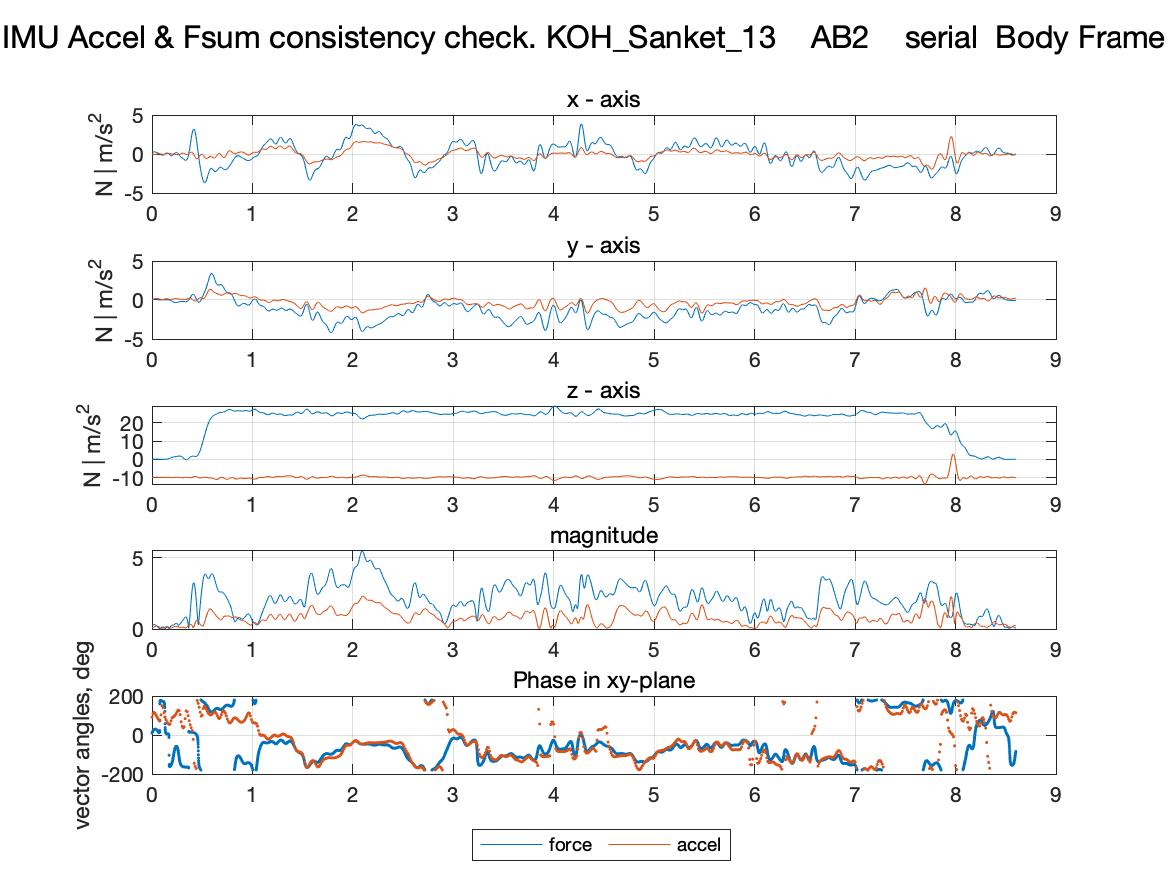 IMU Accel & Fsum consistency check. KOH_Sanket_13 AB2 serial Body Frame
x - axis
N | m/s²
5
0
-5
0 1 2 3 4 5 6 7 8 9
y - axis
N | m/s²
5
0
-5
0 1 2 3 4 5 6 7 8 9
z - axis
N | m/s²
20
10
0
-10
0 1 2 3 4 5 6 7 8 9
magnitude
5
0
0 1 2 3 4 5 6 7 8 9
Phase in xy-plane
vector angles, deg
200
0
-200
0 1 2 3 4 5 6 7 8 9
force accel